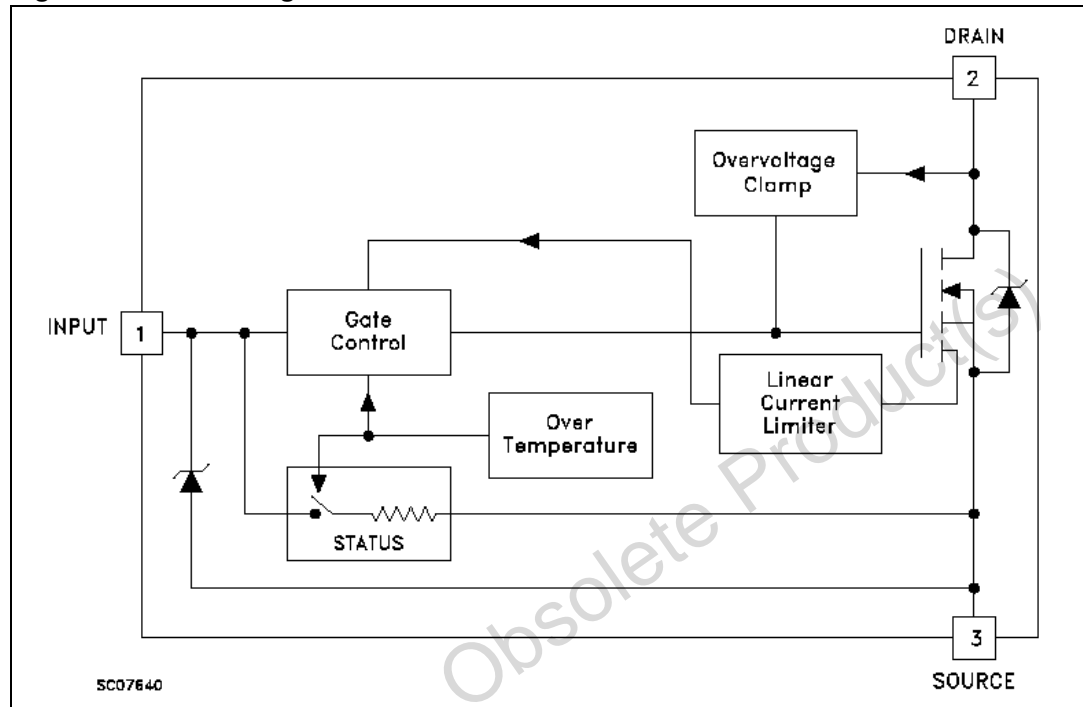 DRAIN
2
Overvoltage
Clamp
INPUT
1
Gate
Control
Linear
Current
Limiter
Over
Temperature
STATUS
3
SOURCE
SC07640
Obsolete Product(s)